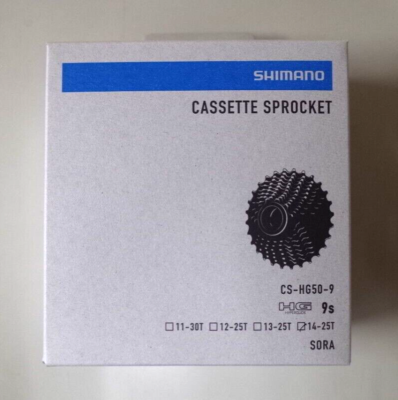 SHIMANO
CASSETTE SPROCKET
CS-HG50-9
HG 9s
☐11-30T ☐12-25T ☐13-25T ☑14-25T
SORA